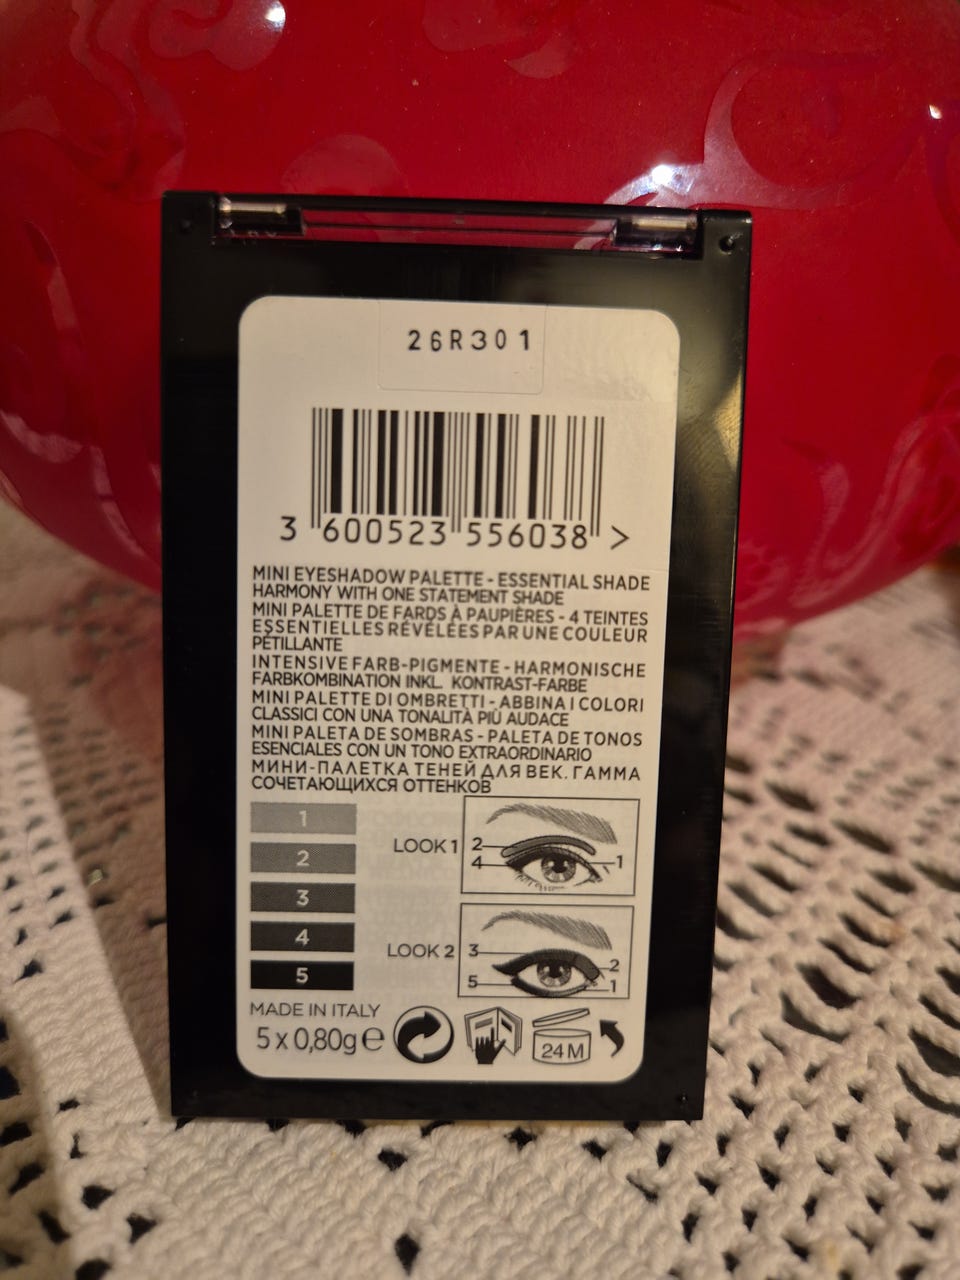 26R301
3 600523 556038 >
MINI EYESHADOW PALETTE - ESSENTIAL SHADE
HARMONY WITH ONE STATEMENT SHADE
MINI PALETTE DE FARDS À PAUPIÈRES - 4 TEINTES
ESSENTIELLES RÉVÉLÉES PAR UNE COULEUR
PÉTILLANTE
INTENSIVE FARB-PIGMENTE - HARMONISCHE
FARBKOMBINATION INKL. KONTRAST-FARBE
MINI PALETTE DI OMBRETTI - ABBINA I COLORI
CLASSICI CON UNA TONALITÀ PIÙ AUDACE
MINI PALETA DE SOMBRAS - PALETA DE TONOS
ESENCIALES CON UN TONO EXTRAORDINARIO
МИНИ-ПАЛЕТКА ТЕНЕЙ ДЛЯ ВЕК. ГАММА
СОЧЕТАЮЩИХСЯ ОТТЕНКОВ
1
2
3
4
5
LOOK 1
2
4
1
LOOK 2
3
5
2
1
MADE IN ITALY
5 x 0,80g e
24 M